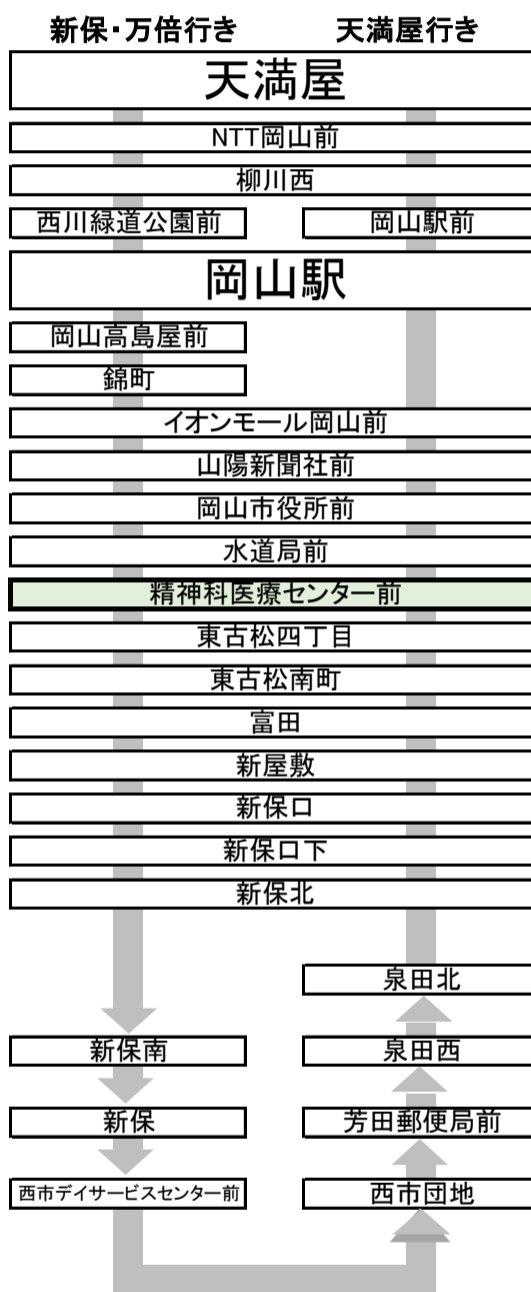 新保・万倍行き 天満屋行き
天満屋
NTT岡山前
柳川西
西川緑道公園前 岡山駅前
岡山駅
岡山高島屋前
錦町
イオンモール岡山前
山陽新聞社前
岡山市役所前
水道局前
精神科医療センター前
東古松四丁目
東古松南町
富田
新屋敷
新保口
新保口下
新保北
泉田北
新保南 泉田西
新保 芳田郵便局前
西市デイサービスセンター前 西市団地